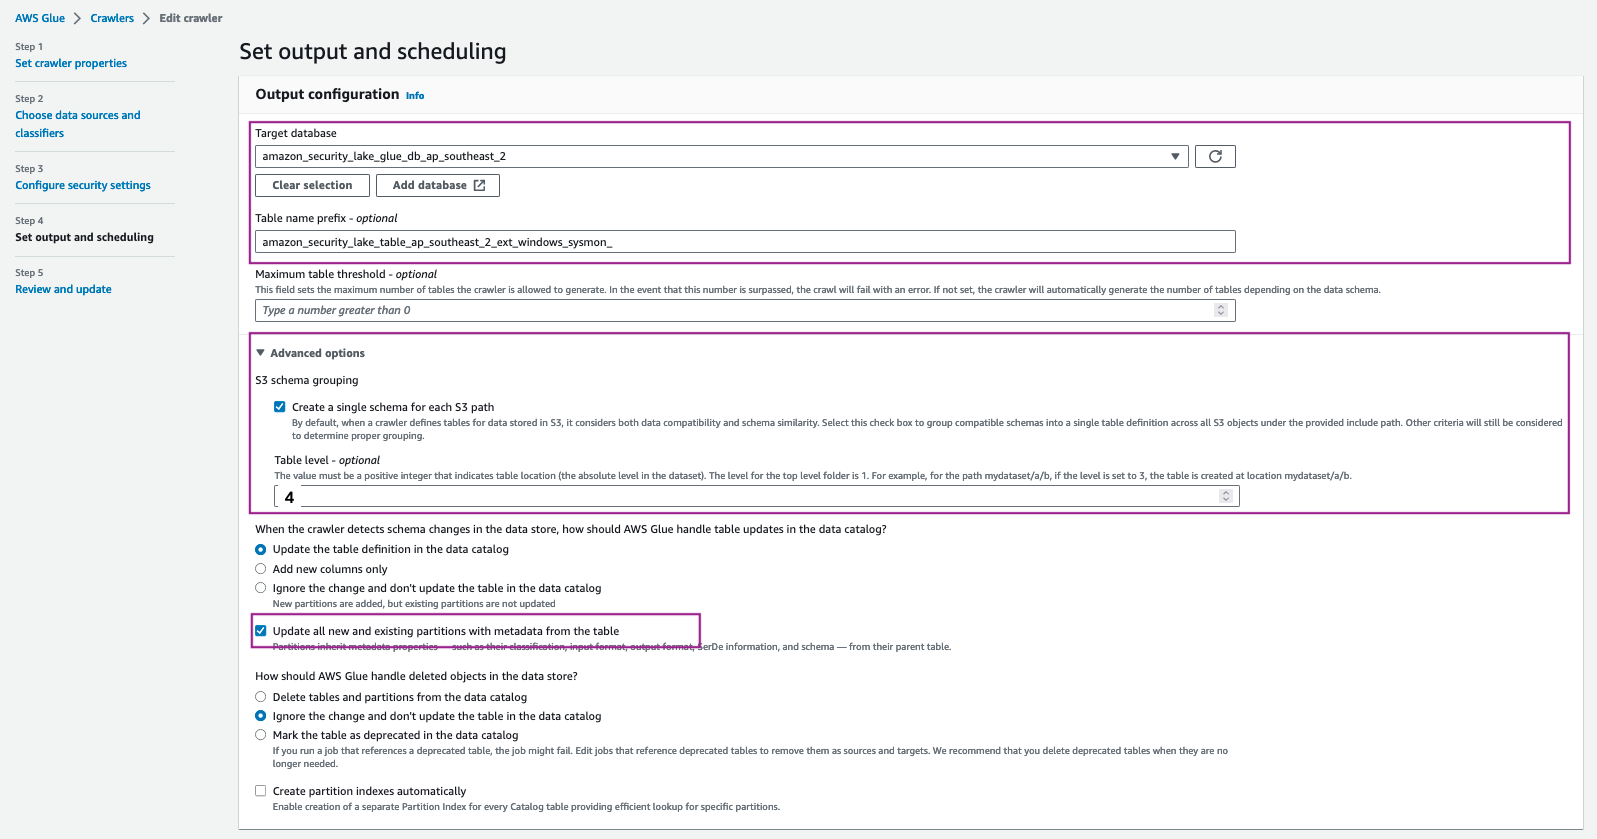 AWS Glue > Crawlers > Edit crawler
Step 1
Set crawler properties
Step 2
Choose data sources and
classifiers
Step 3
Configure security settings
Step 4
Set output and scheduling
Step 5
Review and update
Set output and scheduling
Output configuration Info
Target database
amazon_security_lake_glue_db_ap_southeast_2
Clear selection
Add database
Table name prefix - optional
amazon_security_lake_table_ap_southeast_2_ext_windows_sysmon_
Maximum table threshold - optional
This field sets the maximum number of tables the crawler is allowed to generate. In the event that this number is surpassed, the crawl will fail with an error. If not set, the crawler will automatically generate the number of tables depending on the data schema.
Type a number greater than 0
Advanced options
S3 schema grouping
Create a single schema for each S3 path
By default, when a crawler defines tables for data stored in S3, it considers both data compatibility and schema similarity. Select this check box to group compatible schemas into a single table definition across all S3 objects under the provided include path. Other criteria will still be considered
to determine proper grouping.
Table level - optional
The value must be a positive integer that indicates table location (the absolute level in the dataset). The level for the top level folder is 1. For example, for the path mydataset/a/b, if the level is set to 3, the table is created at location mydataset/a/b.
4
When the crawler detects schema changes in the data store, how should AWS Glue handle table updates in the data catalog?
Update the table definition in the data catalog
Add new columns only
Ignore the change and don't update the table in the data catalog
New partitions are added, but existing partitions are not updated
Update all new and existing partitions with metadata from the table
Partitions inherit metadata properties — such as their classification, input format, output format, SerDe information, and schema — from their parent table.
How should AWS Glue handle deleted objects in the data store?
Delete tables and partitions from the data catalog
Ignore the change and don't update the table in the data catalog
Mark the table as deprecated in the data catalog
If you run a job that references a deprecated table, the job might fail. Edit jobs that reference deprecated tables to remove them as sources and targets. We recommend that you delete deprecated tables when they are no
longer needed.
Create partition indexes automatically
Enable creation of a separate Partition Index for every Catalog table providing efficient lookup for specific partitions.